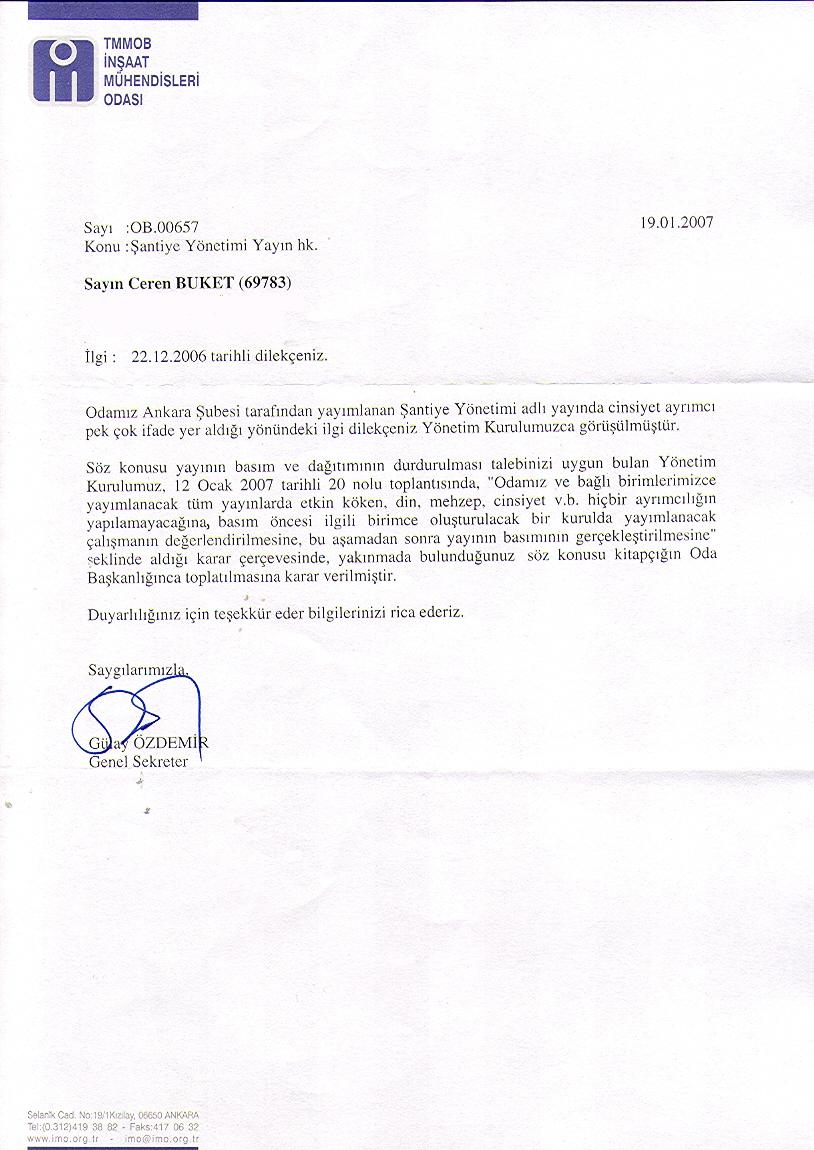 TMMOB
İNŞAAT
MÜHENDİSLERİ
ODASI
Sayı :OB.00657
19.01.2007
Konu :Şantiye Yönetimi Yayın hk.
Sayın Ceren BUKET (69783)
İlgi : 22.12.2006 tarihli dilekçeniz.
Odamız Ankara Şubesi tarafından yayımlanan Şantiye Yönetimi adlı yayında cinsiyet ayrımcı
pek çok ifade yer aldığı yönündeki ilgi dilekçeniz Yönetim Kurulumuzca görüşülmüştür.
Söz konusu yayının basım ve dağıtımının durdurulması talebinizi uygun bulan Yönetim
Kurulumuz, 12 Ocak 2007 tarihli 20 nolu toplantısında, "Odamız ve bağlı birimlerimizce
yayımlanacak tüm yayınlarda etkin köken, din, mehzep, cinsiyet v.b. hiçbir ayrımcılığın
yapılamayacağına, basım öncesi ilgili birimce oluşturulacak bir kurulda yayımlanacak
çalışmanın değerlendirilmesine, bu aşamadan sonra yayının basımının gerçekleştirilmesine"
şeklinde aldığı karar çerçevesinde, yakınmada bulunduğunuz söz konusu kitapçığın Oda
Başkanlığınca toplatılmasına karar verilmiştir.
Duyarlılığınız için teşekkür eder bilgilerinizi rica ederiz.
Saygılarımızla,
Gülay ÖZDEMİR
Genel Sekreter
Selanik Cad. No:19/1Kızılay, 06650 ANKARA
Tel:(0.312)419 38 82 - Faks:417 06 32
www.imo.org.tr - imo@imo.org.tr